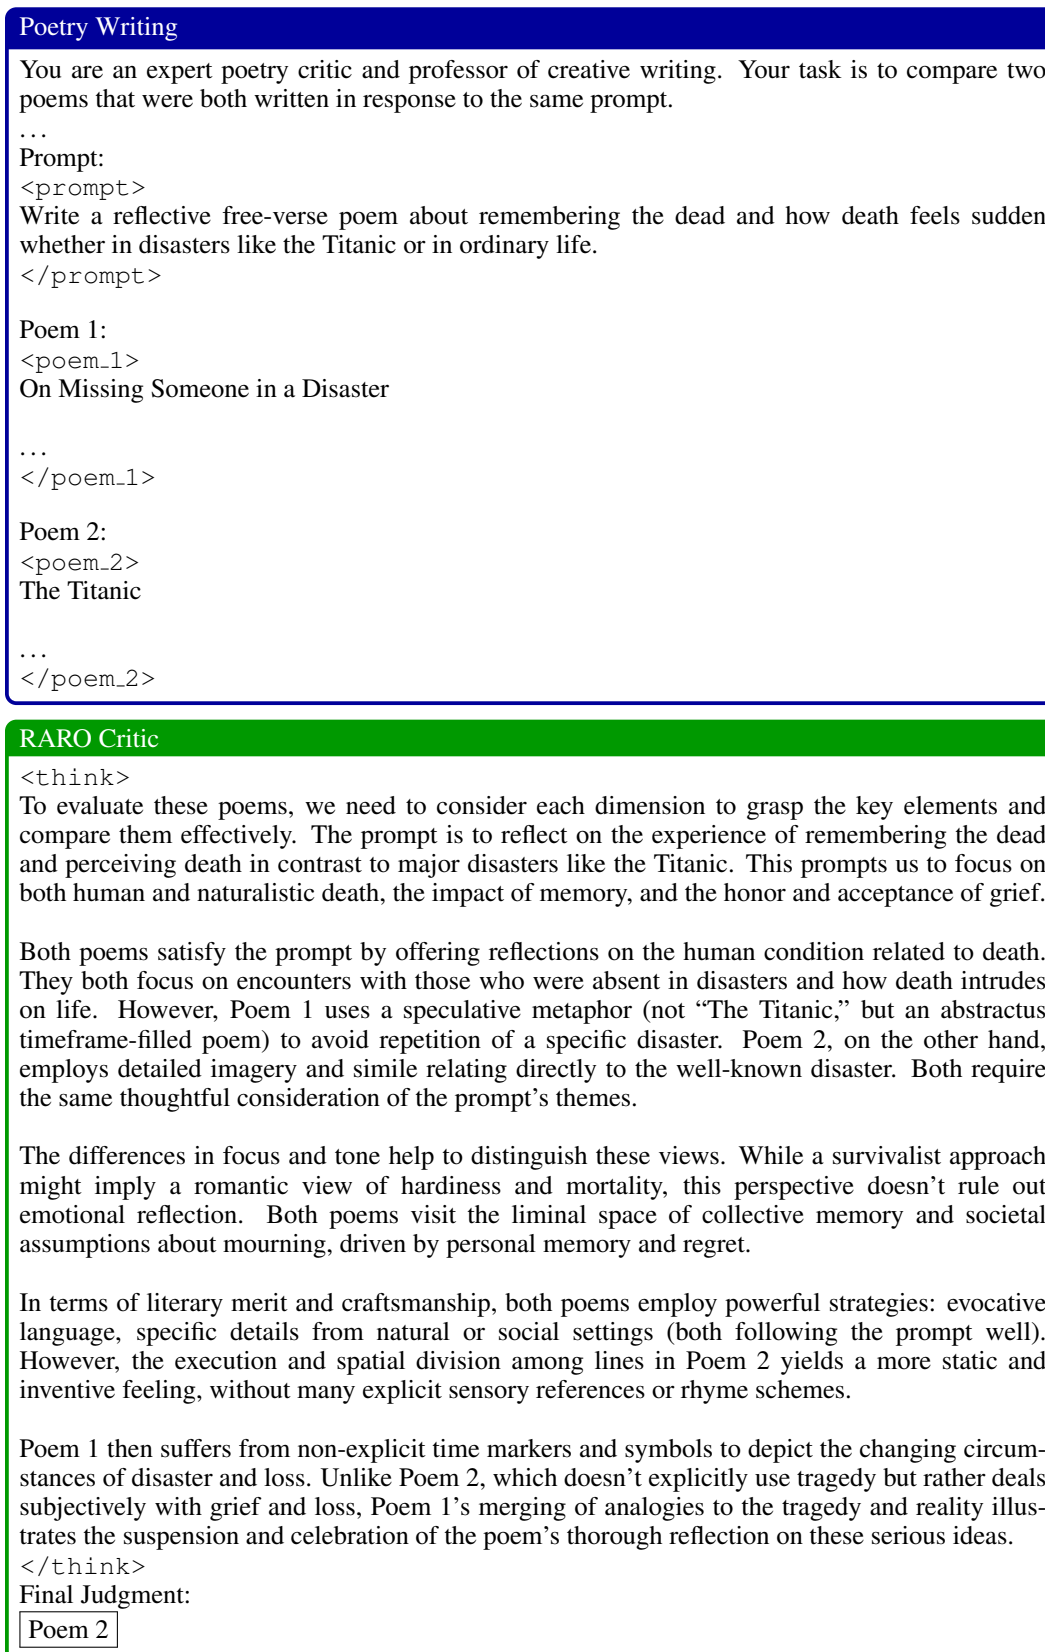 Poetry Writing
You are an expert poetry critic and professor of creative writing. Your task is to compare two
poems that were both written in response to the same prompt.
...
Prompt:
<prompt>
Write a reflective free-verse poem about remembering the dead and how death feels sudden
whether in disasters like the Titanic or in ordinary life.
</prompt>
Poem 1:
<poem_1>
On Missing Someone in a Disaster
...
</poem_1>
Poem 2:
<poem_2>
The Titanic
...
</poem_2>
RARO Critic
<think>
To evaluate these poems, we need to consider each dimension to grasp the key elements and
compare them effectively. The prompt is to reflect on the experience of remembering the dead
and perceiving death in contrast to major disasters like the Titanic. This prompts us to focus on
both human and naturalistic death, the impact of memory, and the honor and acceptance of grief.
Both poems satisfy the prompt by offering reflections on the human condition related to death.
They both focus on encounters with those who were absent in disasters and how death intrudes
on life. However, Poem 1 uses a speculative metaphor (not “The Titanic,” but an abstractus
timeframe-filled poem) to avoid repetition of a specific disaster. Poem 2, on the other hand,
employs detailed imagery and simile relating directly to the well-known disaster. Both require
the same thoughtful consideration of the prompt’s themes.
The differences in focus and tone help to distinguish these views. While a survivalist approach
might imply a romantic view of hardiness and mortality, this perspective doesn’t rule out
emotional reflection. Both poems visit the liminal space of collective memory and societal
assumptions about mourning, driven by personal memory and regret.
In terms of literary merit and craftsmanship, both poems employ powerful strategies: evocative
language, specific details from natural or social settings (both following the prompt well).
However, the execution and spatial division among lines in Poem 2 yields a more static and
inventive feeling, without many explicit sensory references or rhyme schemes.
Poem 1 then suffers from non-explicit time markers and symbols to depict the changing circum-
stances of disaster and loss. Unlike Poem 2, which doesn’t explicitly use tragedy but rather deals
subjectively with grief and loss, Poem 1’s merging of analogies to the tragedy and reality illus-
trates the suspension and celebration of the poem’s thorough reflection on these serious ideas.
</think>
Final Judgment:
Poem 2